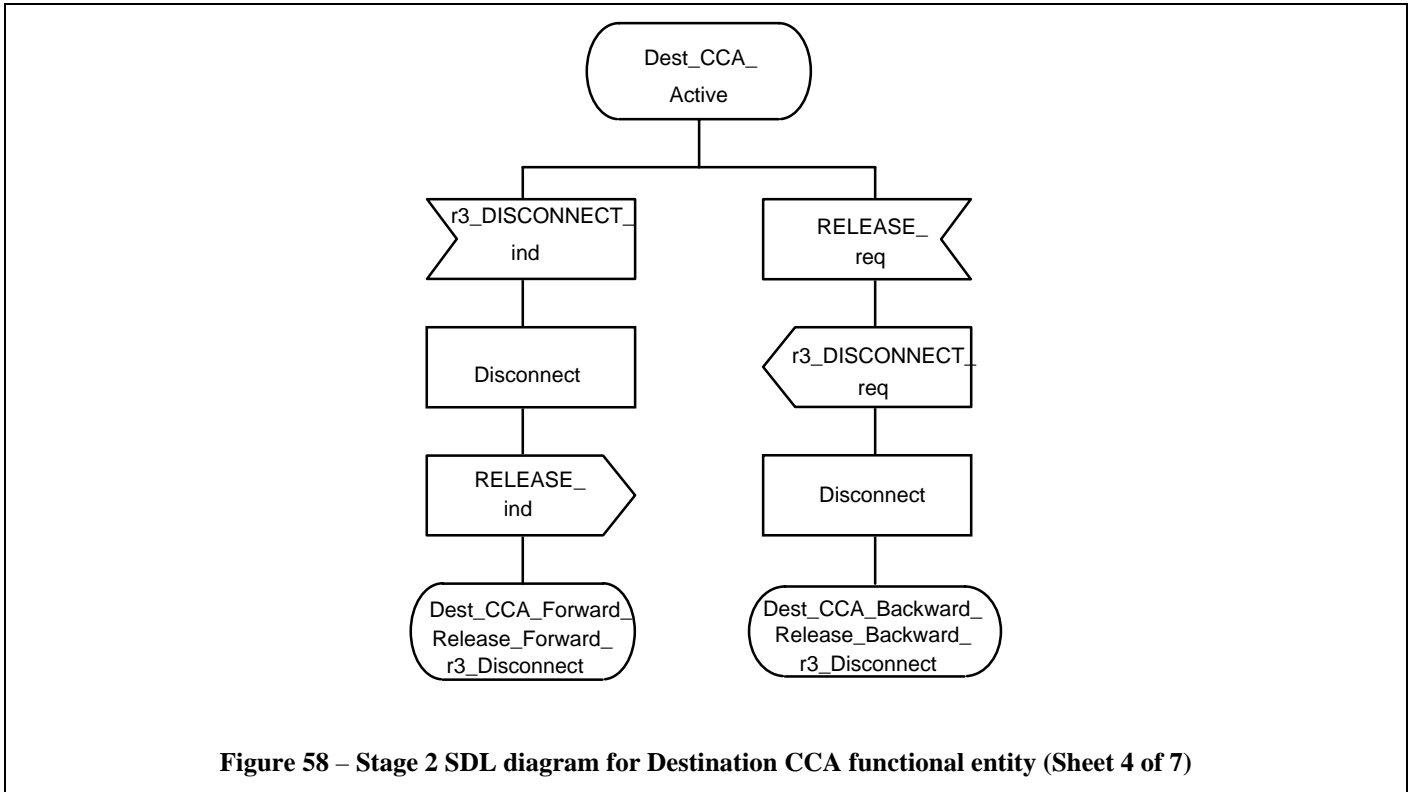 Dest_CCA_
Active
r3_DISCONNECT_
ind
Disconnect
RELEASE_
ind
Dest_CCA_Forward_
Release_Forward_
r3_Disconnect
RELEASE_
req
r3_DISCONNECT_
req
Disconnect
Dest_CCA_Backward_
Release_Backward_
r3_Disconnect
Figure 58 – Stage 2 SDL diagram for Destination CCA functional entity (Sheet 4 of 7)